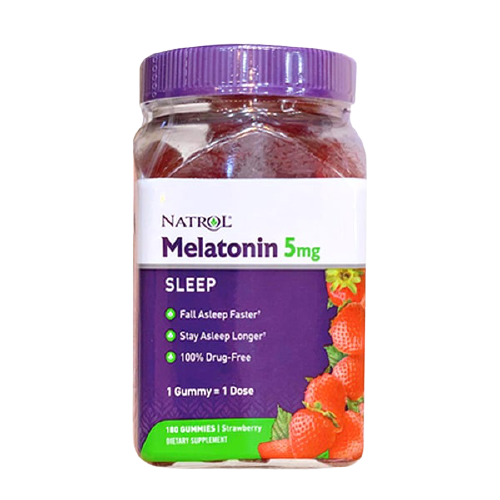 NATROL®
Melatonin 5mg
SLEEP
Fall Asleep Faster†
Stay Asleep Longer†
100% Drug-Free
1 Gummy = 1 Dose
180 GUMMIES | Strawberry
DIETARY SUPPLEMENT